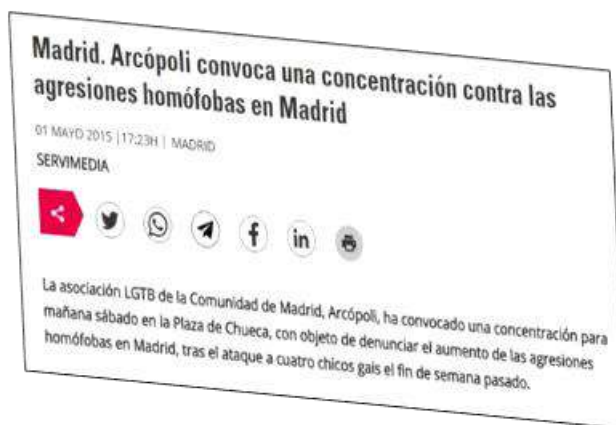 Madrid. Arcópoli convoca una concentración contra las
agresiones homófobas en Madrid
01 MAYO 2015 |17:23H | MADRID
SERVIMEDIA
La asociación LGTB de la Comunidad de Madrid, Arcópoli, ha convocado una concentración para
mañana sábado en la Plaza de Chueca, con objeto de denunciar el aumento de las agresiones
homófobas en Madrid, tras el ataque a cuatro chicos gais el fin de semana pasado.